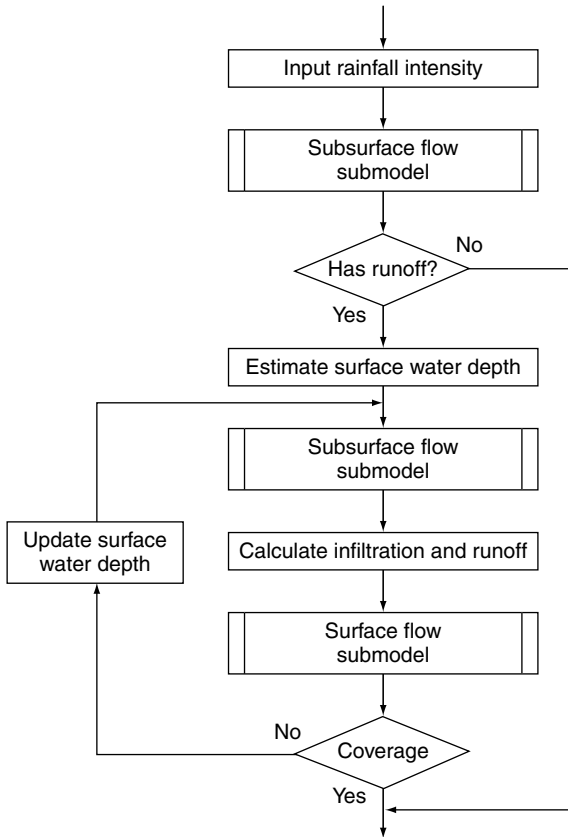 Input rainfall intensity
Subsurface flow
submodel
Has runoff?
No
Yes
Estimate surface water depth
Subsurface flow
submodel
Update surface
water depth
Calculate infiltration and runoff
Surface flow
submodel
No
Coverage
Yes